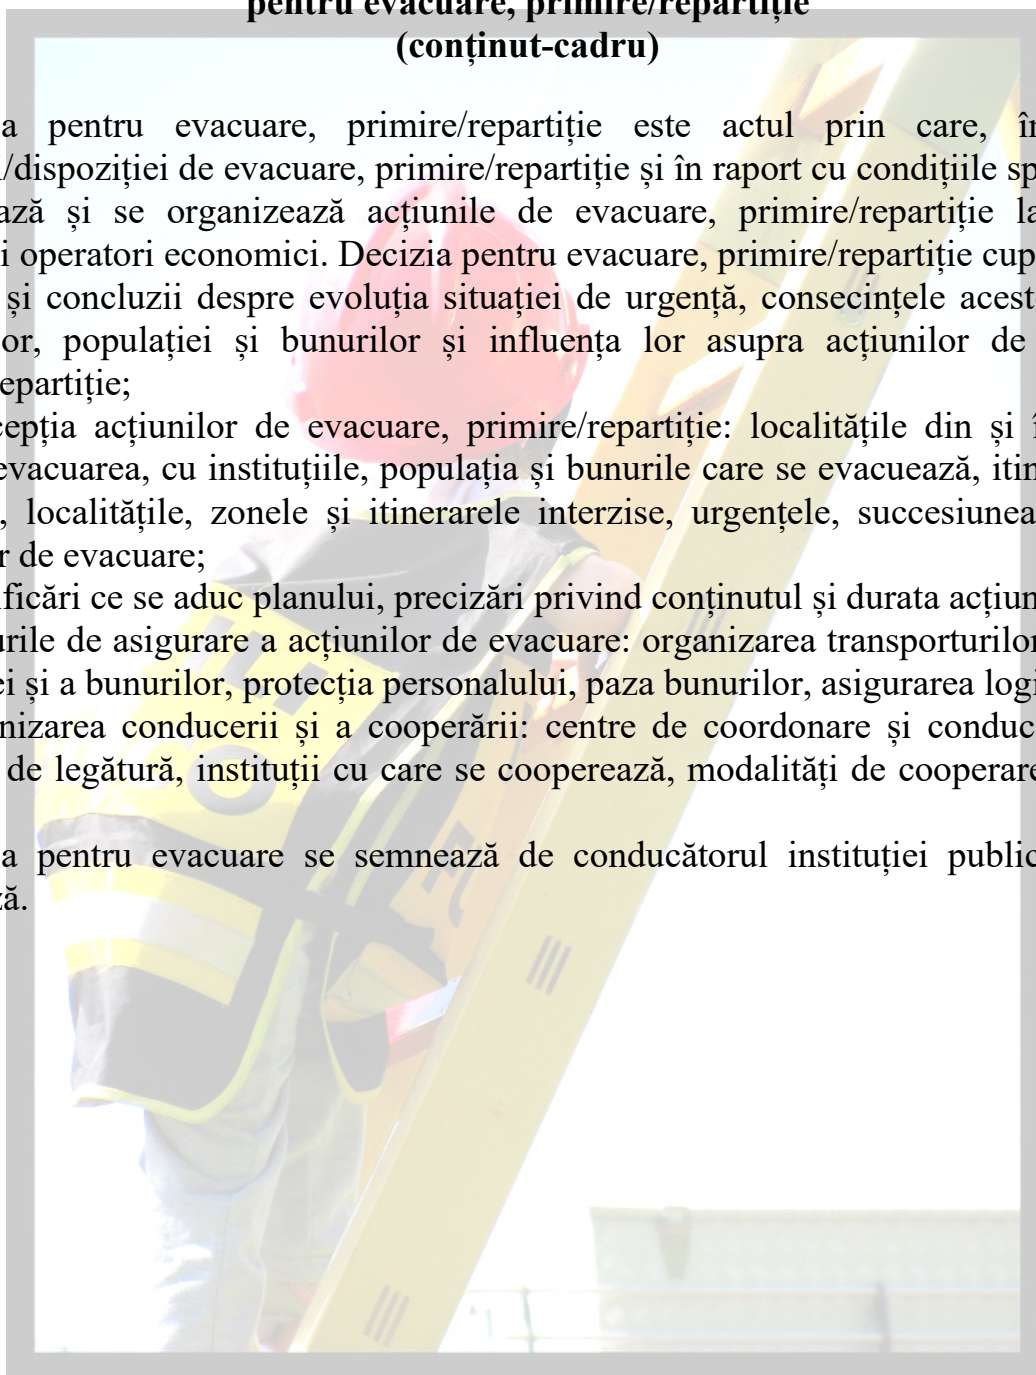 pentru evacuare, primire/repartiție
(conținut-cadru)
a pentru evacuare, primire/repartiție este actul prin care, în
/dispoziției de evacuare, primire/repartiție și în raport cu condițiile sp
ează și se organizează acțiunile de evacuare, primire/repartiție la
i operatori economici. Decizia pentru evacuare, primire/repartiție cup
și concluzii despre evoluția situației de urgență, consecințele acest
or, populației și bunurilor și influența lor asupra acțiunilor de
epartiție;
cepția acțiunilor de evacuare, primire/repartiție: localitățile din și î
evacuarea, cu instituțiile, populația și bunurile care se evacuează, itin
, localitățile, zonele și itinerarele interzise, urgențele, succesiunea
r de evacuare;
ificări ce se aduc planului, precizări privind conținutul și durata acțiun
urile de asigurare a acțiunilor de evacuare: organizarea transporturilor
ei și a bunurilor, protecția personalului, paza bunurilor, asigurarea logi
nizarea conducerii și a cooperării: centre de coordonare și conduc
de legătură, instituții cu care se cooperează, modalități de cooperare
a pentru evacuare se semnează de conducătorul instituției public
ză.